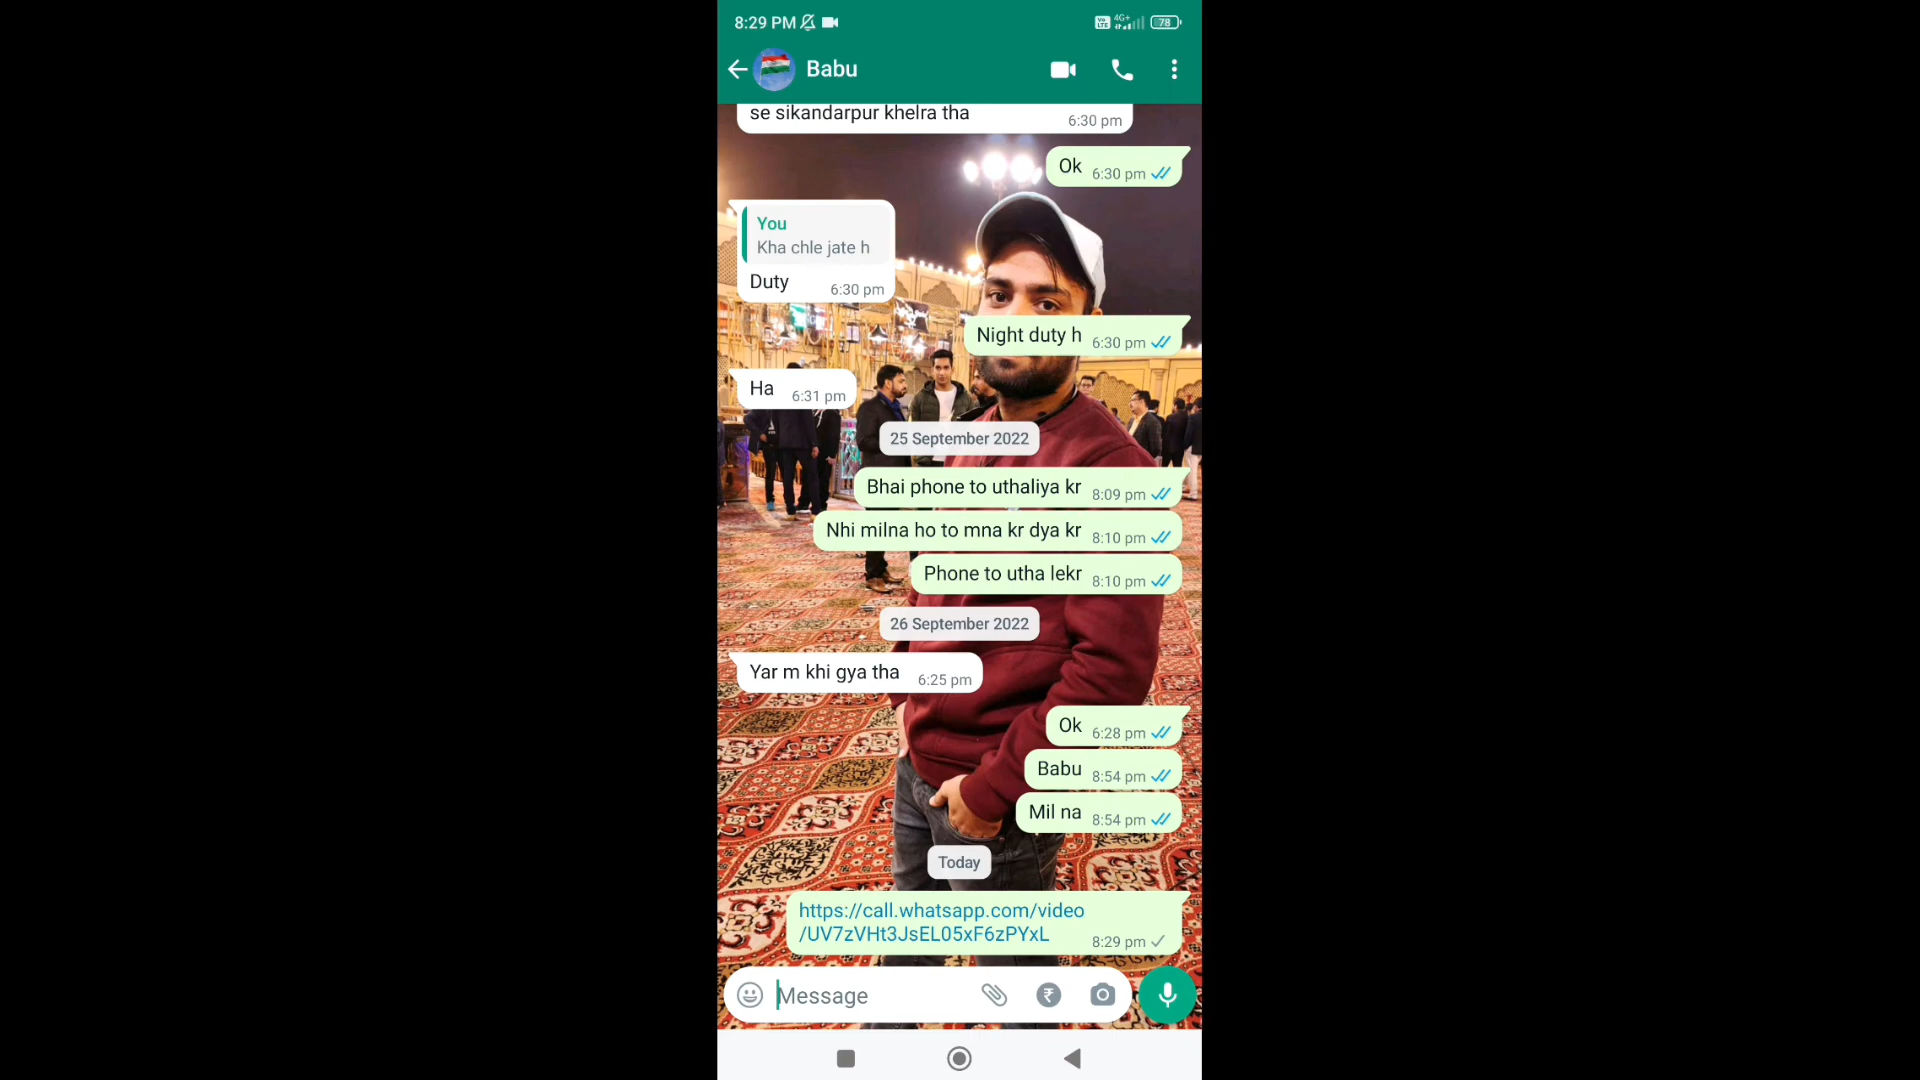 8:29 PM
Vo LTE 4G+ 78
Babu
se sikandarpur khelra tha
6:30 pm
Ok 6:30 pm
You
Kha chle jate h
Duty 6:30 pm
Night duty h 6:30 pm
Ha 6:31 pm
25 September 2022
Bhai phone to uthaliya kr 8:09 pm
Nhi milna ho to mna kr dya kr 8:10 pm
Phone to utha lekr 8:10 pm
26 September 2022
Yar m khi gya tha 6:25 pm
Ok 6:28 pm
Babu 8:54 pm
Mil na 8:54 pm
Today
https://call.whatsapp.com/video
/UV7zVHt3JsEL05xF6zPYxL 8:29 pm
Message ₹